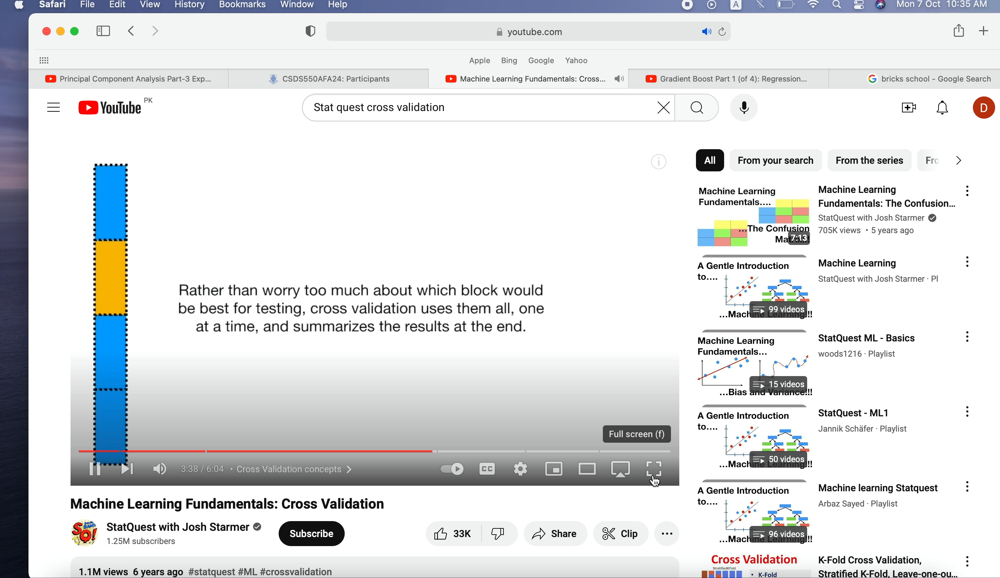 Safari File Edit View History Bookmarks Window Help
A
Mon 7 Oct 10:35 AM
youtube.com
Apple Bing Google Yahoo
Principal Component Analysis Part-3 Exp...
CSDS550AFA24: Participants
Machine Learning Fundamentals: Cross...
Gradient Boost Part 1 (of 4): Regression...
bricks school - Google Search
YouTube PK
Stat quest cross validation
D
Rather than worry too much about which block would
be best for testing, cross validation uses them all, one
at a time, and summarizes the results at the end.
Full screen (f)
3:38 / 6:04 • Cross Validation concepts
CC
Machine Learning Fundamentals: Cross Validation
SQ!
StatQuest with Josh Starmer
1.25M subscribers
Subscribe
33K
Share
Clip
1.1M views 6 years ago #statquest #ML #crossvalidation
All From your search From the series Fro
Machine Learning
Fundamentals....
...The Confusion
7:13
Machine Learning
Fundamentals: The Confusion...
StatQuest with Josh Starmer
705K views • 5 years ago
A Gentle Introduction
to....
99 videos
...Machine Learning!!!
Machine Learning
StatQuest with Josh Starmer · Pl
Machine Learning
Fundamentals...
15 videos
...Bias and Variance!!!
StatQuest ML - Basics
woods1216 · Playlist
A Gentle Introduction
to....
50 videos
...Machine Learning!!!
StatQuest - ML1
Jannik Schäfer · Playlist
A Gentle Introduction
to....
96 videos
...Machine Learning!!!
Machine learning Statquest
Arbaz Sayed · Playlist
Cross Validation
StratifiedKFold
• K-Fold
K-Fold Cross Validation,
Stratified K-Fold, Leave-one-ou...